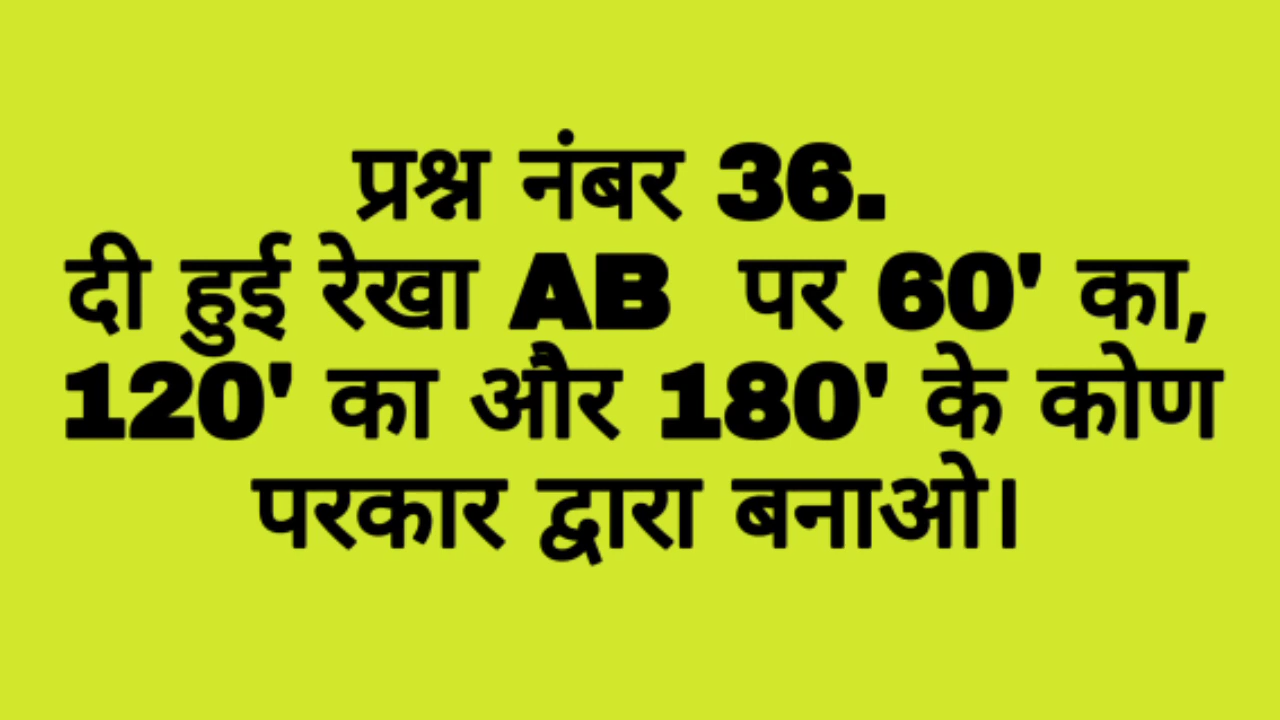 प्रश्न नंबर 36.
दी हुई रेखा AB पर 60' का,
120' का और 180' के कोण
परकार द्वारा बनाओ।